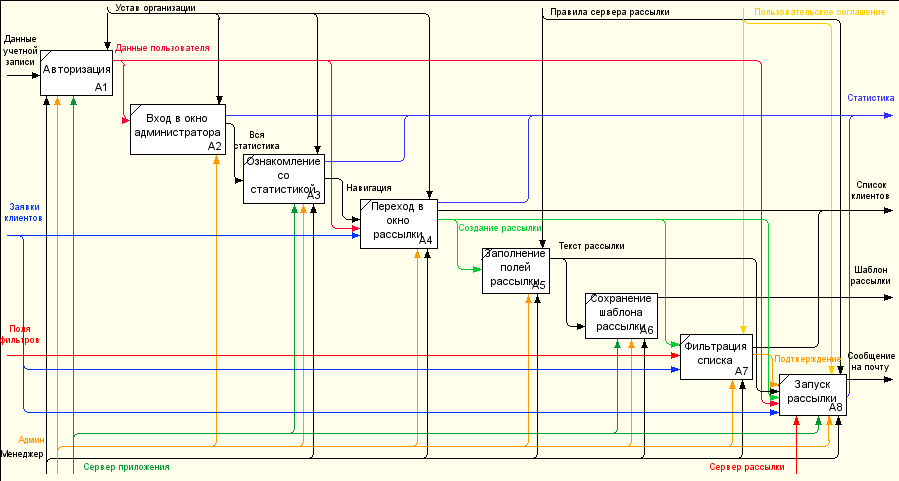 Устав организации
Правила сервера рассылки
Пользовательское соглашение
Данные
учетной
записи
Данные пользователя
Авторизация
A1
Статистика
Вход в окно
администратора
A2
Вся
статистика
Ознакомление
со
статистикой
A3
Навигация
Список
клиентов
Заявки
клиентов
Переход в
окно
рассылки
A4
Создание рассылки
Текст рассылки
Заполнение
полей
рассылки
A5
Шаблон
рассылки
Сохранение
шаблона
рассылки
A6
Поля
фильтров
Фильтрация
списка
A7
Подтверждение
Сообщение
на почту
Запуск
рассылки
A8
Админ
Менеджер
Сервер приложения
Сервер рассылки